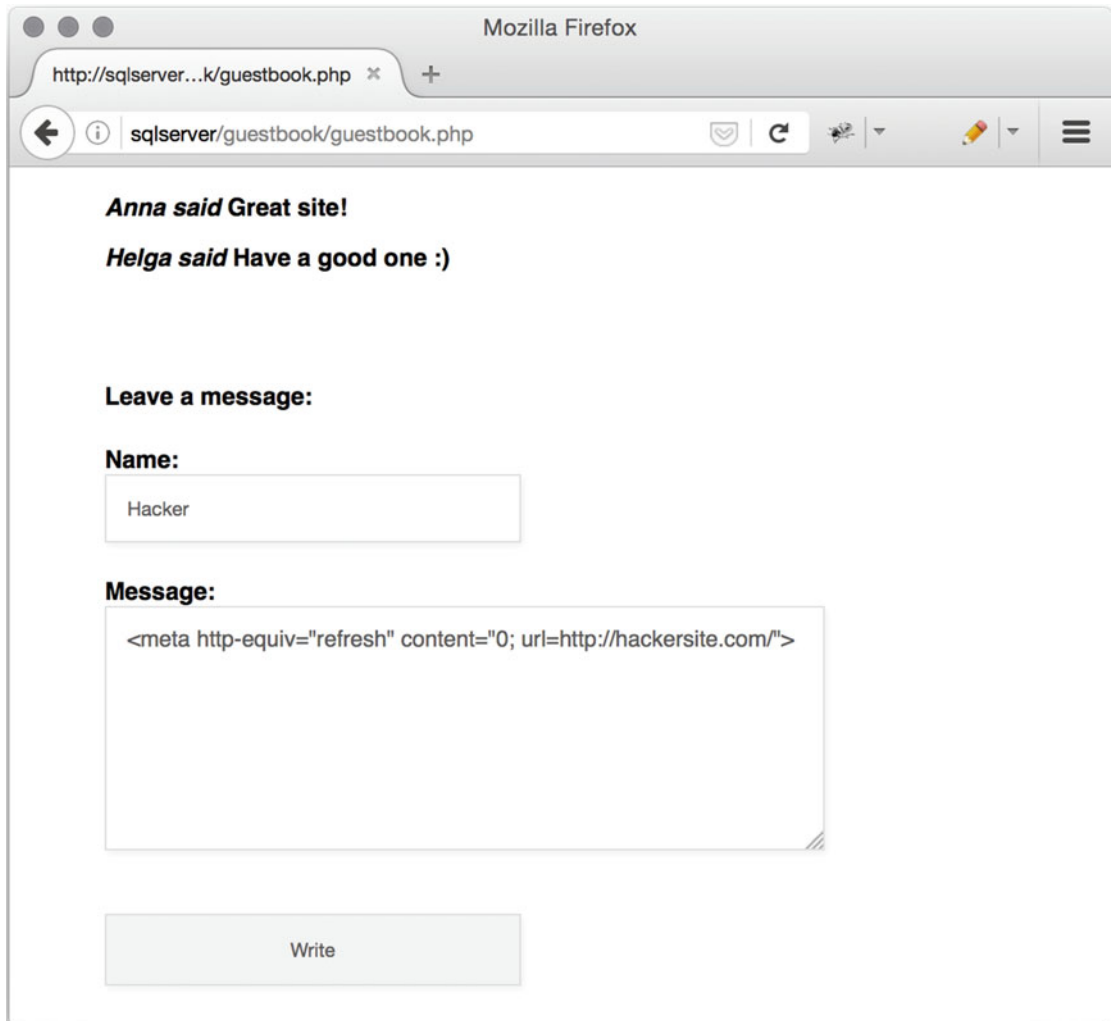 Mozilla Firefox
http://sqlserver...k/guestbook.php
sqlserver/guestbook/guestbook.php
Anna said Great site!
Helga said Have a good one :)
Leave a message:
Name:
Hacker
Message:
<meta http-equiv="refresh" content="0; url=http://hackersite.com/">
Write